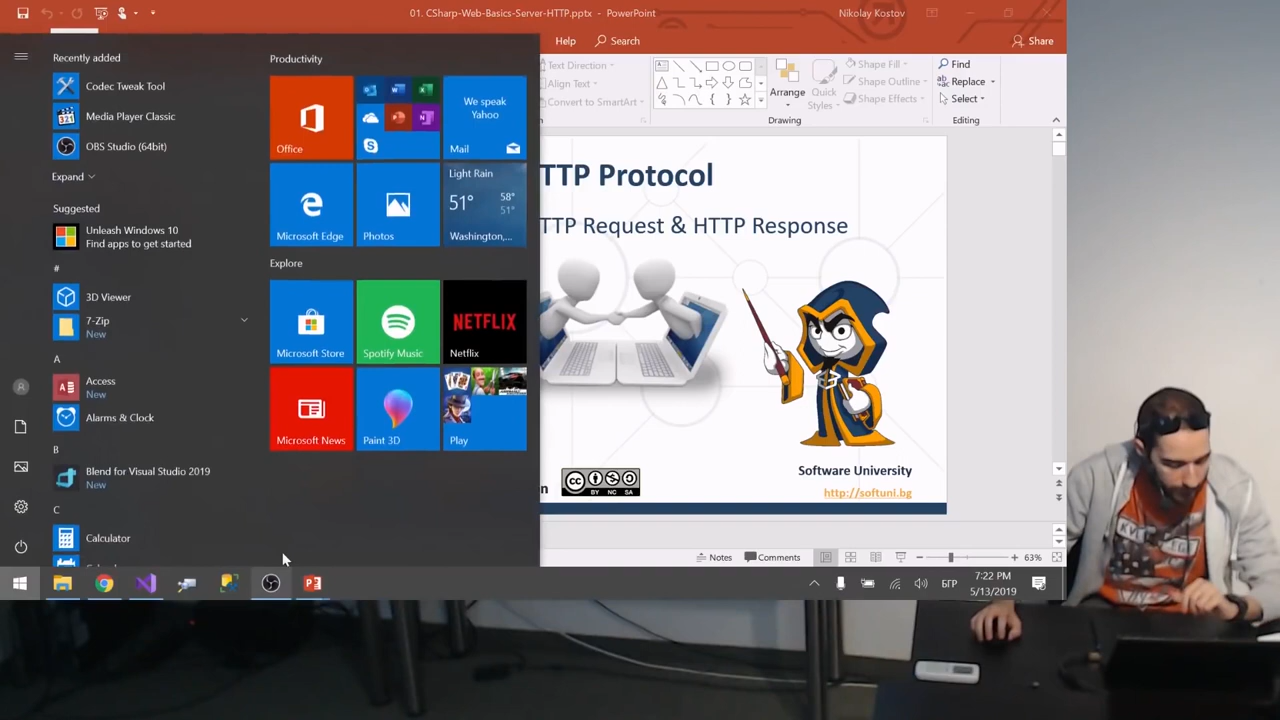 01. CSharp-Web-Basics-Server-HTTP.pptx - PowerPoint
Nikolay Kostov
Help
Search
Share
Recently added
Codec Tweak Tool
Media Player Classic
OBS Studio (64bit)
Expand
Suggested
Unleash Windows 10
Find apps to get started
#
3D Viewer
7-Zip
New
A
Access
New
Alarms & Clock
B
Blend for Visual Studio 2019
New
C
Calculator
Productivity
Office
We speak
Yahoo
Mail
Microsoft Edge
Photos
Light Rain
51° 58°
51°
Washington,...
Explore
Microsoft Store
Spotify Music
NETFLIX
Netflix
Microsoft News
Paint 3D
Play
Text Direction
Align Text
Convert to SmartArt
Arrange
Quick
Styles
Shape Fill
Shape Outline
Shape Effects
Drawing
Find
Replace
Select
Editing
TTP Protocol
TTP Request & HTTP Response
CC BY NC SA
Software University
http://softuni.bg
Notes
Comments
63%
БГР
7:22 PM
5/13/2019